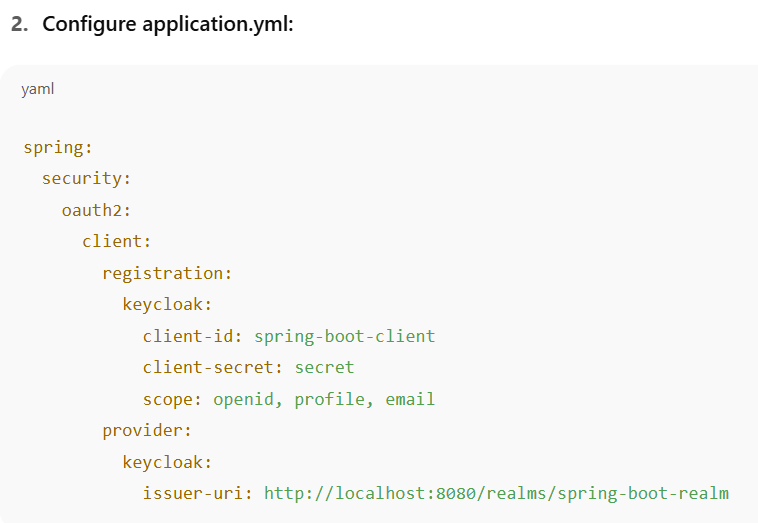 2. Configure application.yml:
yaml
spring:
  security:
    oauth2:
      client:
        registration:
          keycloak:
            client-id: spring-boot-client
            client-secret: secret
            scope: openid, profile, email
        provider:
          keycloak:
            issuer-uri: http://localhost:8080/realms/spring-boot-realm